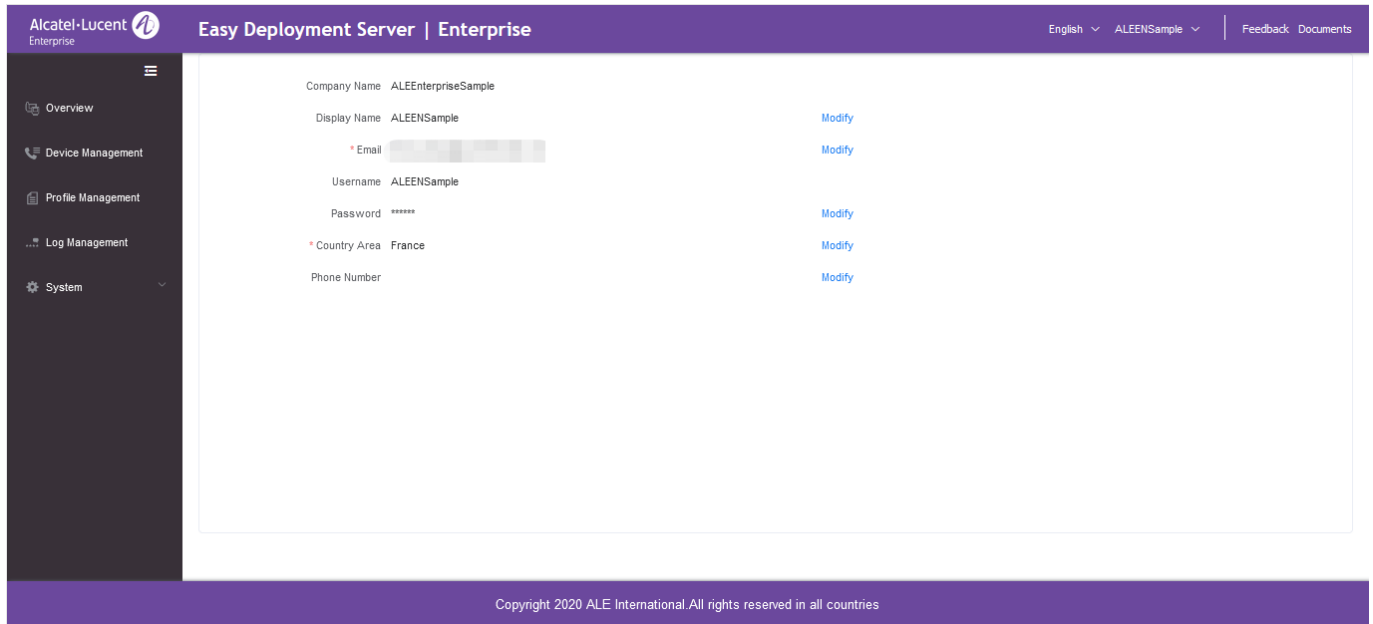 Alcatel·Lucent
Enterprise
Easy Deployment Server | Enterprise
English ALEENSample Feedback Documents
Overview
Device Management
Profile Management
Log Management
System
Company Name ALEEnterpriseSample
Display Name ALEENSample Modify
* Email Modify
Username ALEENSample
Password ****** Modify
* Country Area France Modify
Phone Number Modify
Copyright 2020 ALE International.All rights reserved in all countries